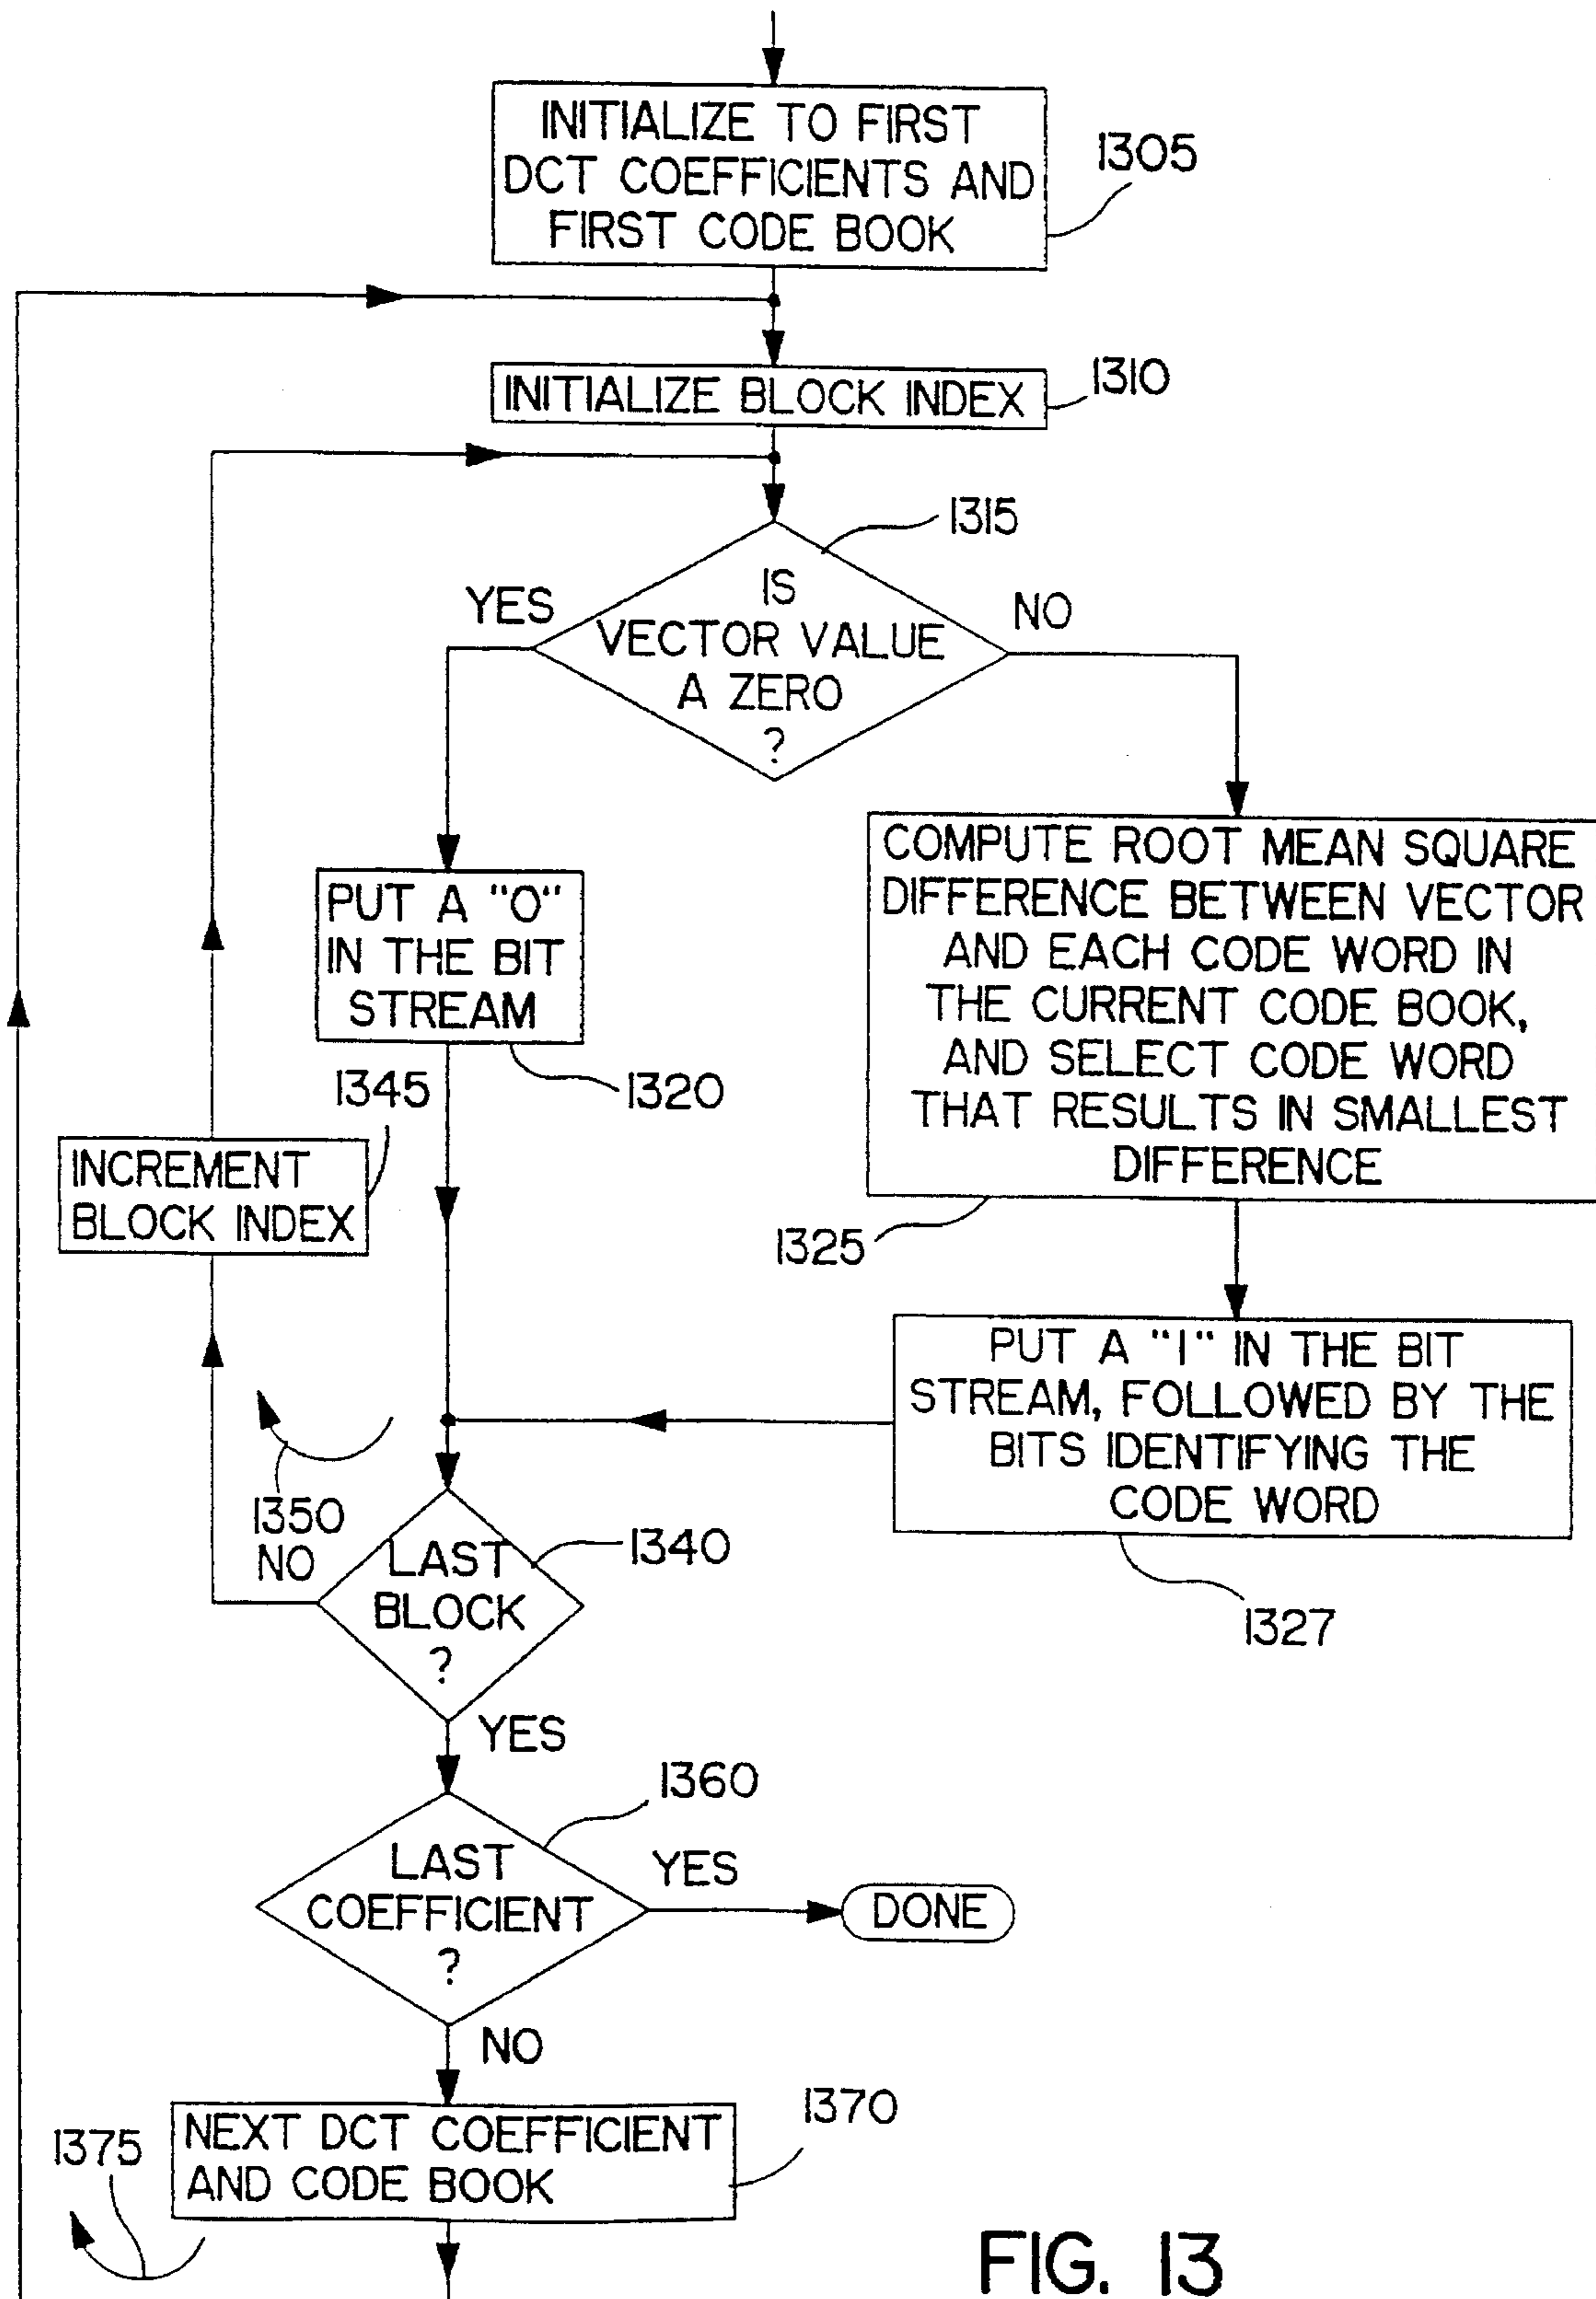 INITIALIZE TO FIRST
DCT COEFFICIENTS AND
FIRST CODE BOOK
1305
INITIALIZE BLOCK INDEX
1310
1315
YES
IS
VECTOR VALUE
A ZERO
?
NO
PUT A "0"
IN THE BIT
STREAM
1320
COMPUTE ROOT MEAN SQUARE
DIFFERENCE BETWEEN VECTOR
AND EACH CODE WORD IN
THE CURRENT CODE BOOK,
AND SELECT CODE WORD
THAT RESULTS IN SMALLEST
DIFFERENCE
1325
1345
INCREMENT
BLOCK INDEX
PUT A "1" IN THE BIT
STREAM, FOLLOWED BY THE
BITS IDENTIFYING THE
CODE WORD
1327
1350
NO
LAST
BLOCK
?
1340
YES
1360
LAST
COEFFICIENT
?
YES
DONE
NO
NEXT DCT COEFFICIENT
AND CODE BOOK
1370
1375
FIG. 13